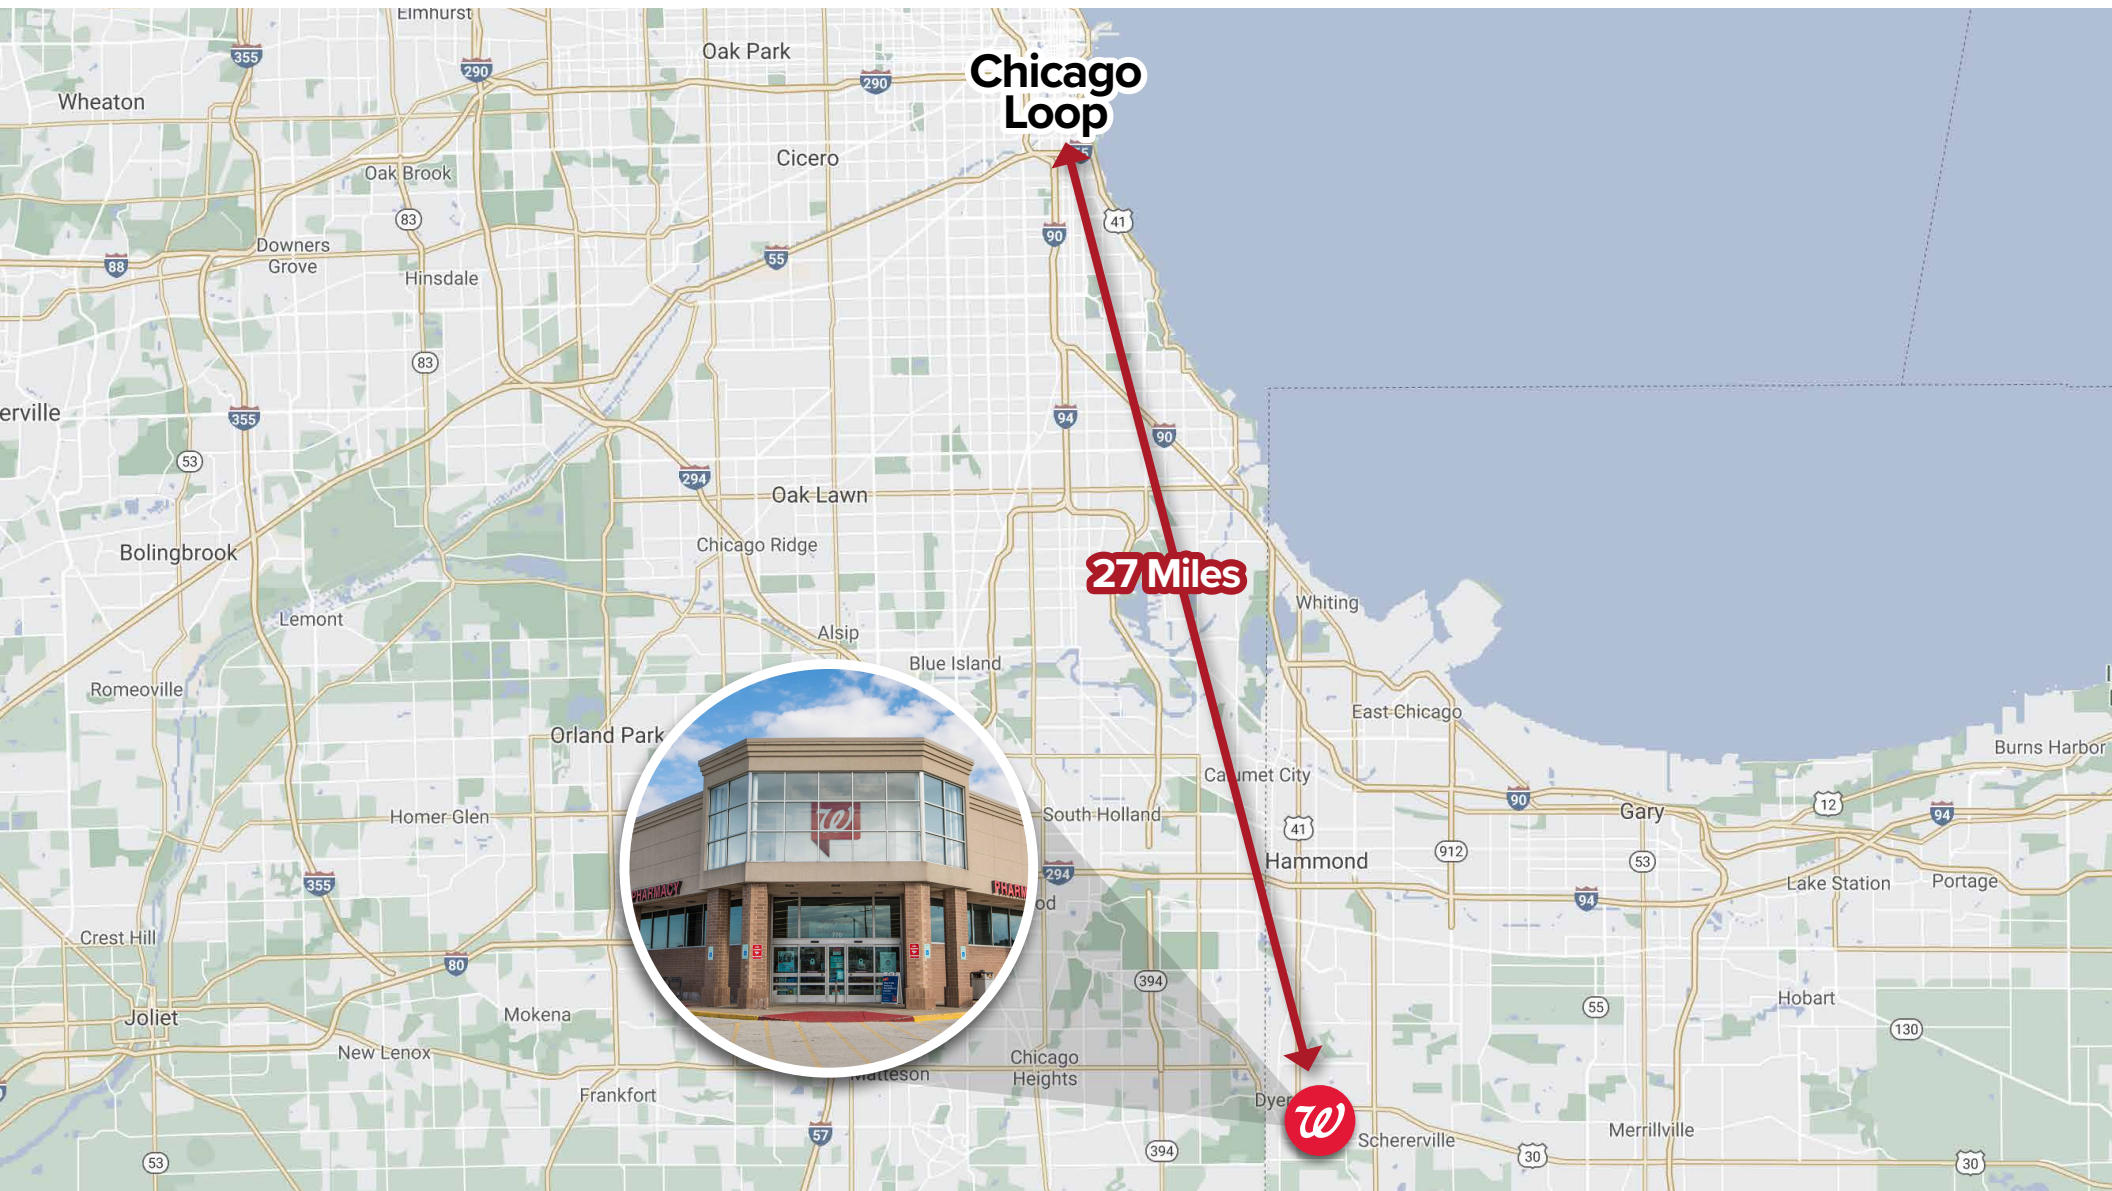 Elmhurst
355
290
Oak Park
290
Chicago
Loop
Wheaton
Cicero
Oak Brook
83
41
90
Downers
Grove
88
55
Hinsdale
83
erville
355
94
90
53
294
Oak Lawn
Chicago Ridge
Bolingbrook
27 Miles
Whiting
Lemont
Alsip
Blue Island
Romeoville
East Chicago
Orland Park
Burns Harbor
Calumet City
90
12
94
Gary
South Holland
Homer Glen
W
41
912
53
Hammond
355
294
PHARMACY
PHARM
Lake Station
Portage
94
od
Crest Hill
80
394
Hobart
55
Joliet
Mokena
130
New Lenox
Chicago
Heights
Matteson
Frankfort
Dyer
W
57
Schererville
Merrillville
394
30
53
30